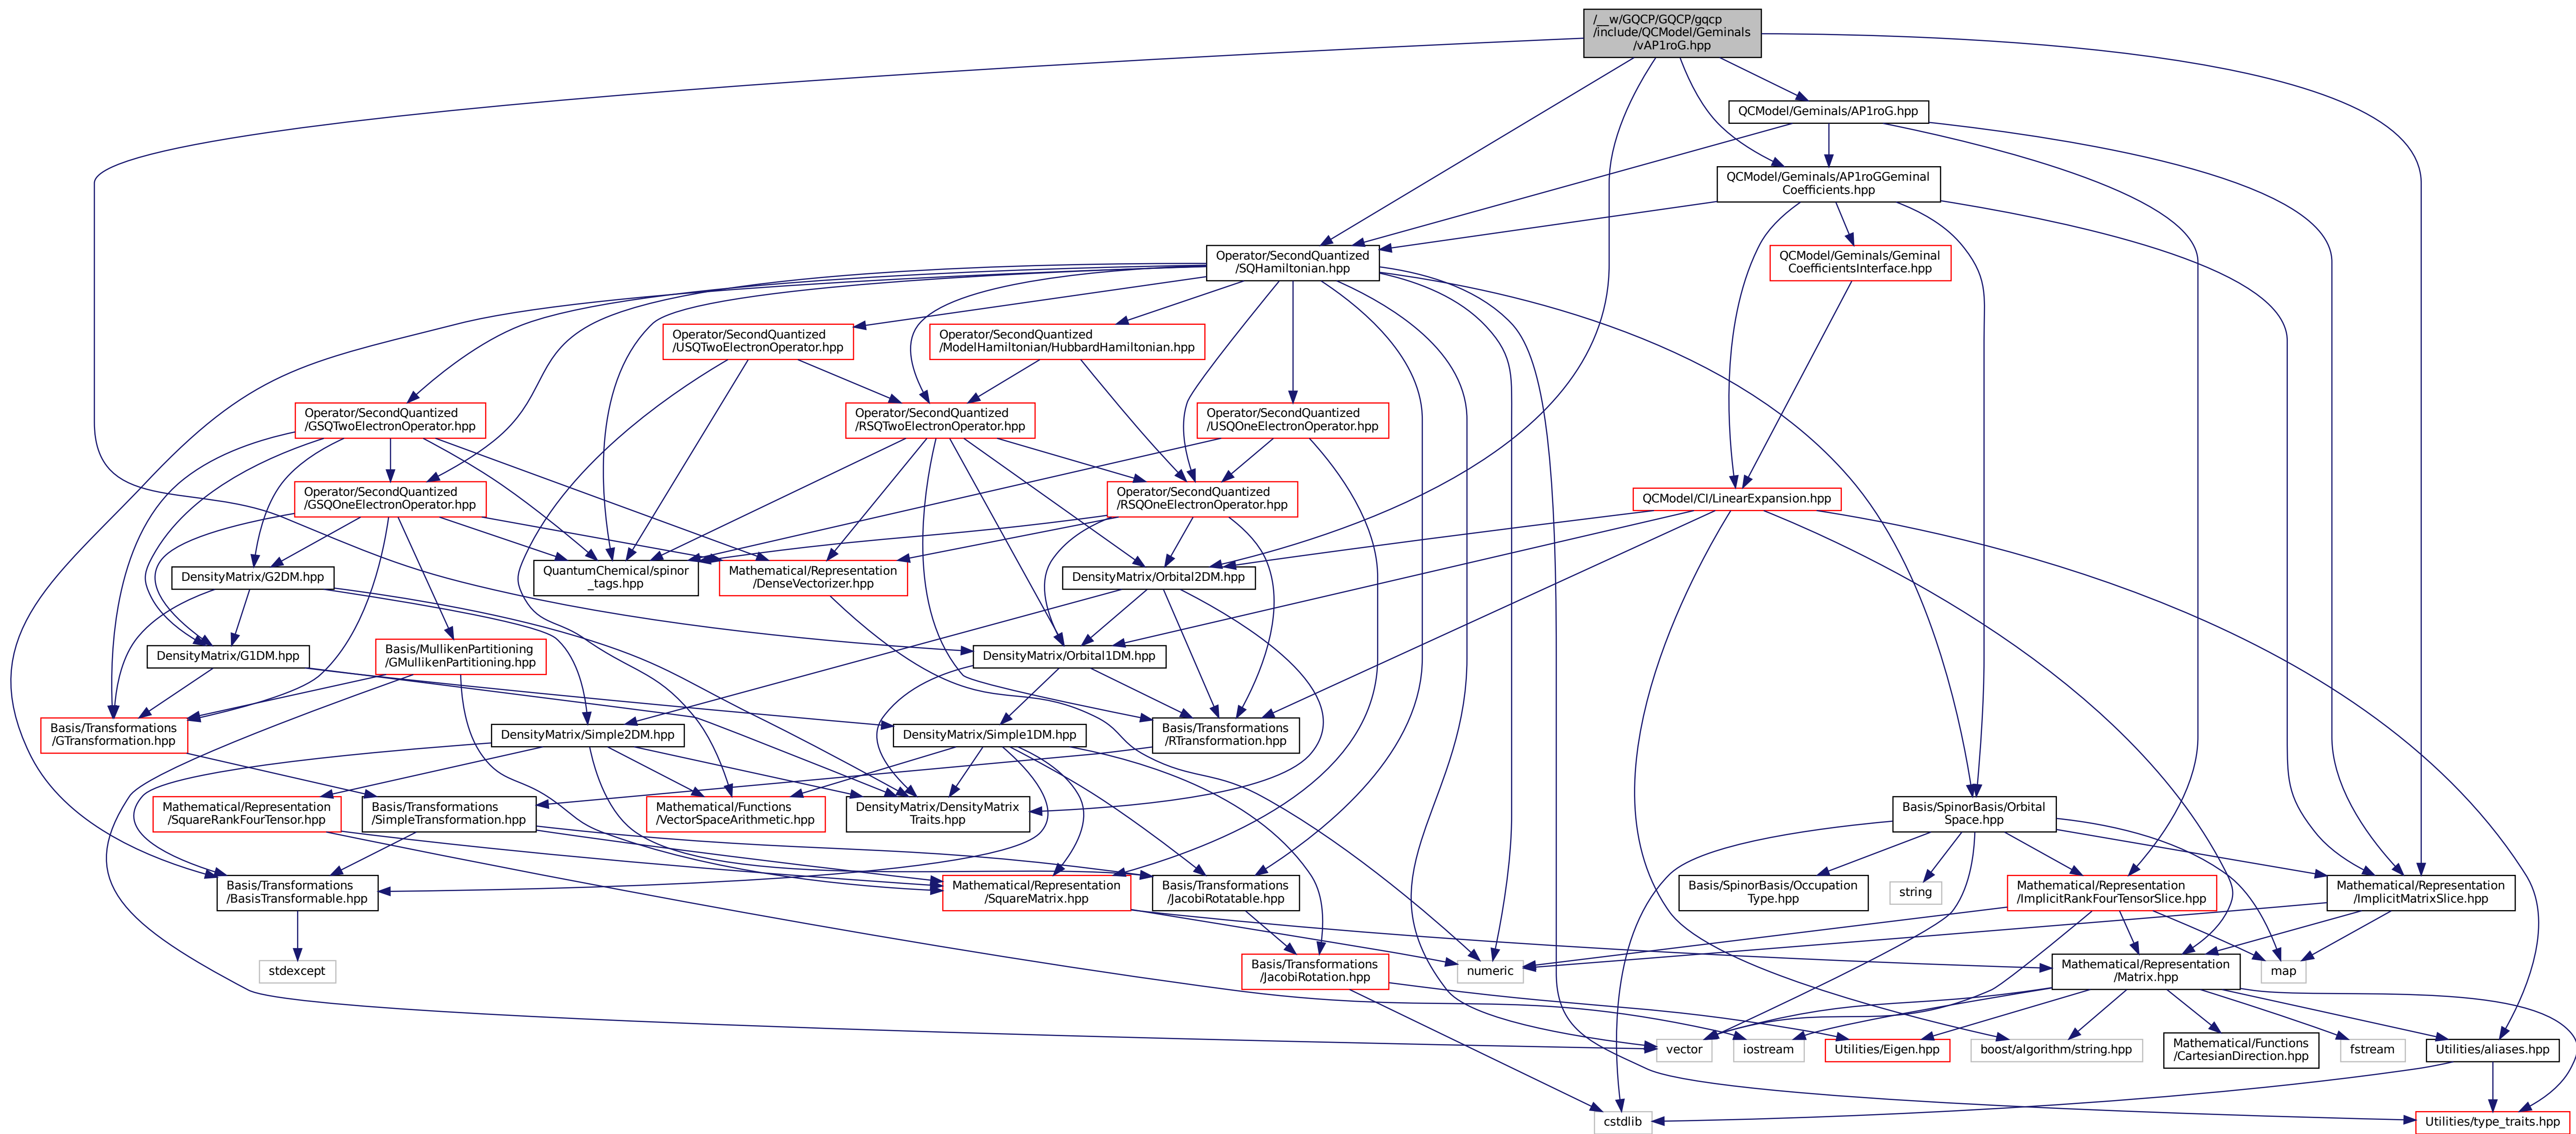 /__w/GQCP/GQCP/gqcp
/include/QCModel/Geminals
/vAP1roG.hpp
QCModel/Geminals/AP1roG.hpp
QCModel/Geminals/AP1roGGeminal
Coefficients.hpp
Operator/SecondQuantized
/SQHamiltonian.hpp
QCModel/Geminals/Geminal
CoefficientsInterface.hpp
Operator/SecondQuantized
/USQTwoElectronOperator.hpp
Operator/SecondQuantized
/ModelHamiltonian/HubbardHamiltonian.hpp
Operator/SecondQuantized
/GSQTwoElectronOperator.hpp
Operator/SecondQuantized
/RSQTwoElectronOperator.hpp
Operator/SecondQuantized
/USQOneElectronOperator.hpp
Operator/SecondQuantized
/GSQOneElectronOperator.hpp
Operator/SecondQuantized
/RSQOneElectronOperator.hpp
QCModel/CI/LinearExpansion.hpp
DensityMatrix/G2DM.hpp
QuantumChemical/spinor
_tags.hpp
Mathematical/Representation
/DenseVectorizer.hpp
DensityMatrix/Orbital2DM.hpp
DensityMatrix/G1DM.hpp
Basis/MullikenPartitioning
/GMullikenPartitioning.hpp
DensityMatrix/Orbital1DM.hpp
Basis/Transformations
/GTransformation.hpp
DensityMatrix/Simple2DM.hpp
DensityMatrix/Simple1DM.hpp
Basis/Transformations
/RTransformation.hpp
Mathematical/Representation
/SquareRankFourTensor.hpp
Basis/Transformations
/SimpleTransformation.hpp
Mathematical/Functions
/VectorSpaceArithmetic.hpp
DensityMatrix/DensityMatrix
Traits.hpp
Basis/SpinorBasis/Orbital
Space.hpp
Basis/Transformations
/BasisTransformable.hpp
Mathematical/Representation
/SquareMatrix.hpp
Basis/Transformations
/JacobiRotatable.hpp
Basis/SpinorBasis/Occupation
Type.hpp
string
Mathematical/Representation
/ImplicitRankFourTensorSlice.hpp
Mathematical/Representation
/ImplicitMatrixSlice.hpp
stdexcept
Basis/Transformations
/JacobiRotation.hpp
numeric
Mathematical/Representation
/Matrix.hpp
map
vector
iostream
Utilities/Eigen.hpp
boost/algorithm/string.hpp
Mathematical/Functions
/CartesianDirection.hpp
fstream
Utilities/aliases.hpp
cstdlib
Utilities/type_traits.hpp